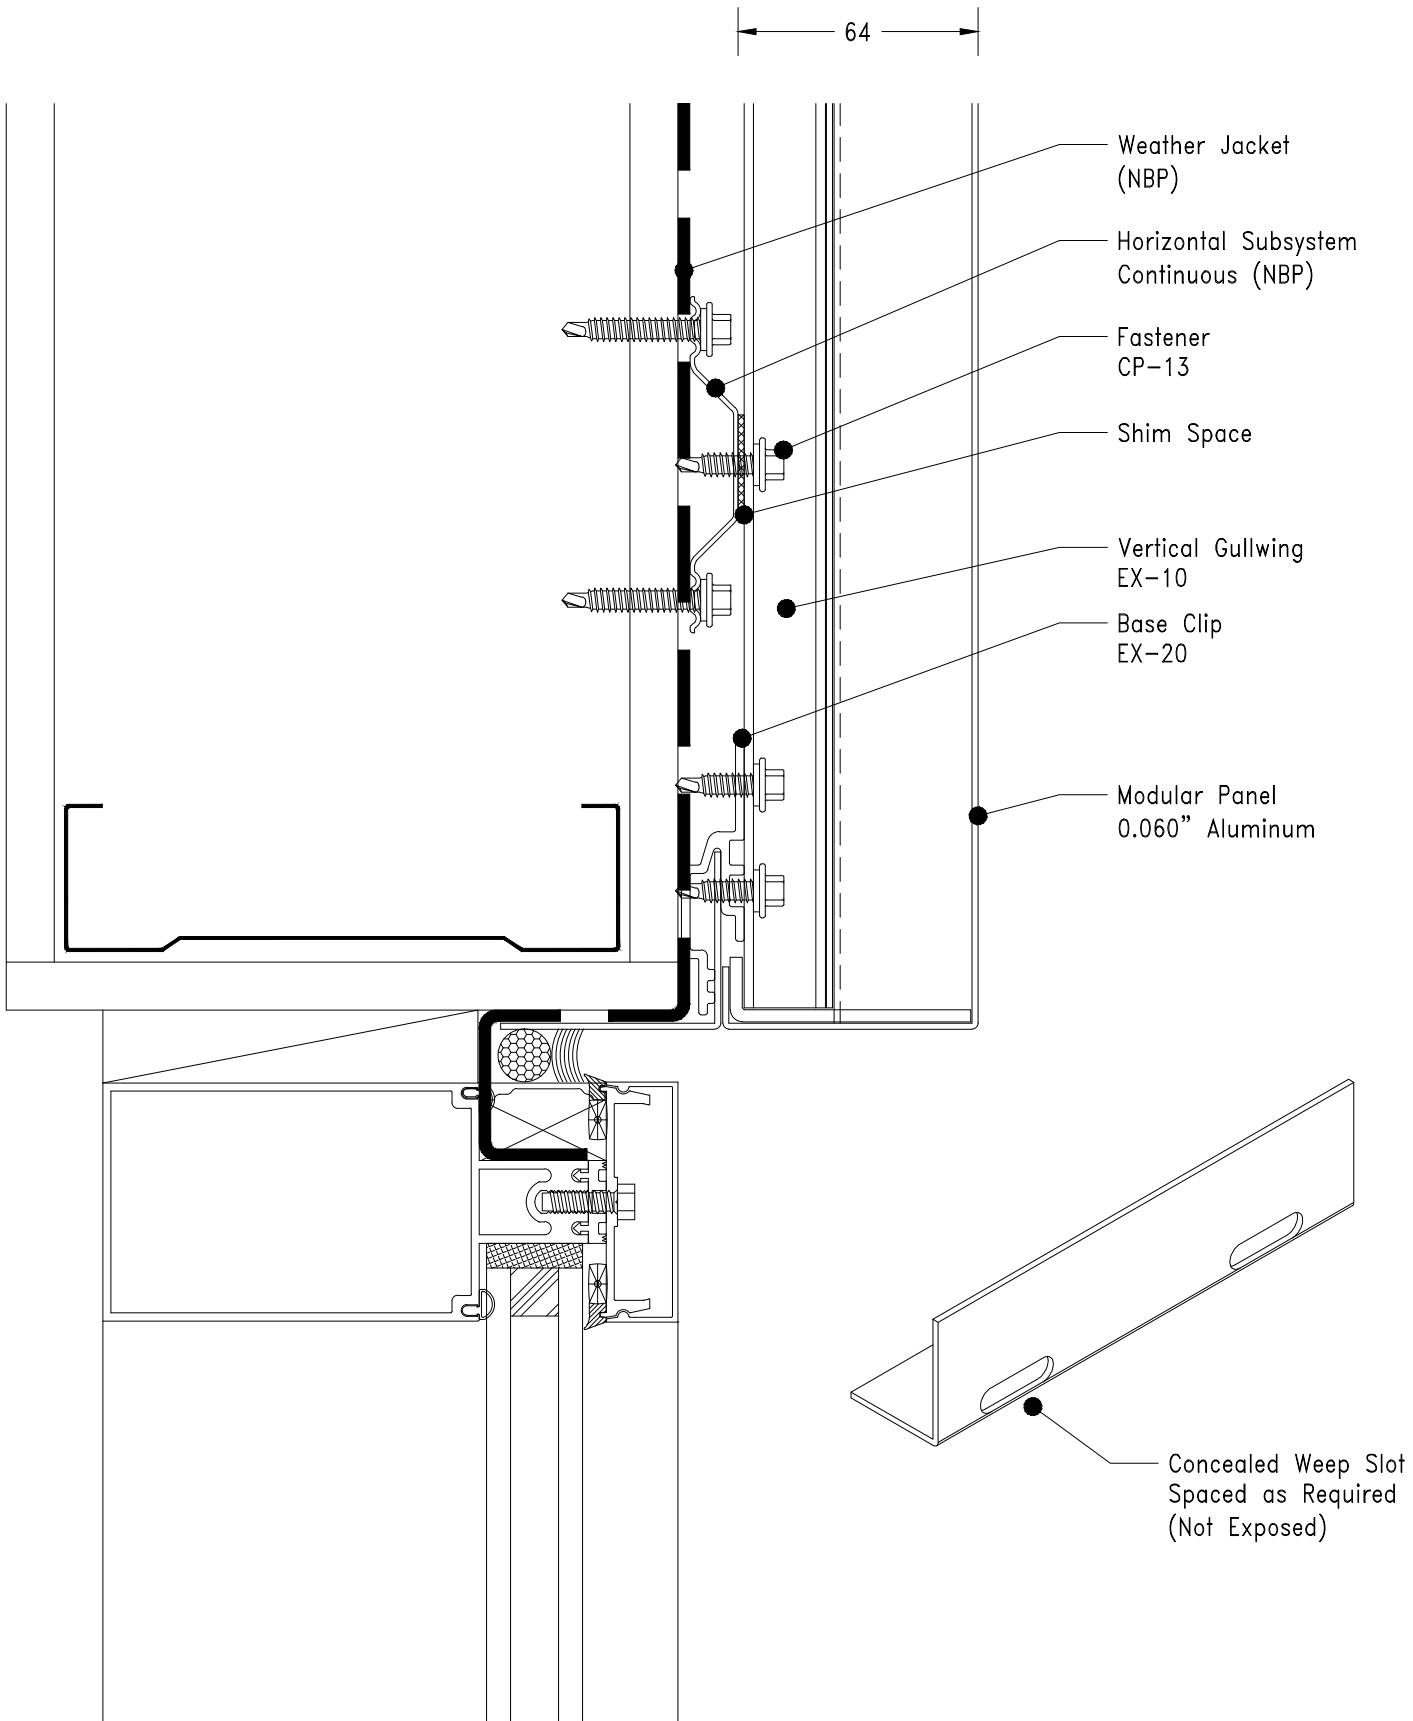 64
Weather Jacket
(NBP)
Horizontal Subsystem
Continuous (NBP)
Fastener
CP-13
Shim Space
Vertical Gullwing
EX-10
Base Clip
EX-20
Modular Panel
0.060" Aluminum
Concealed Weep Slot
Spaced as Required
(Not Exposed)